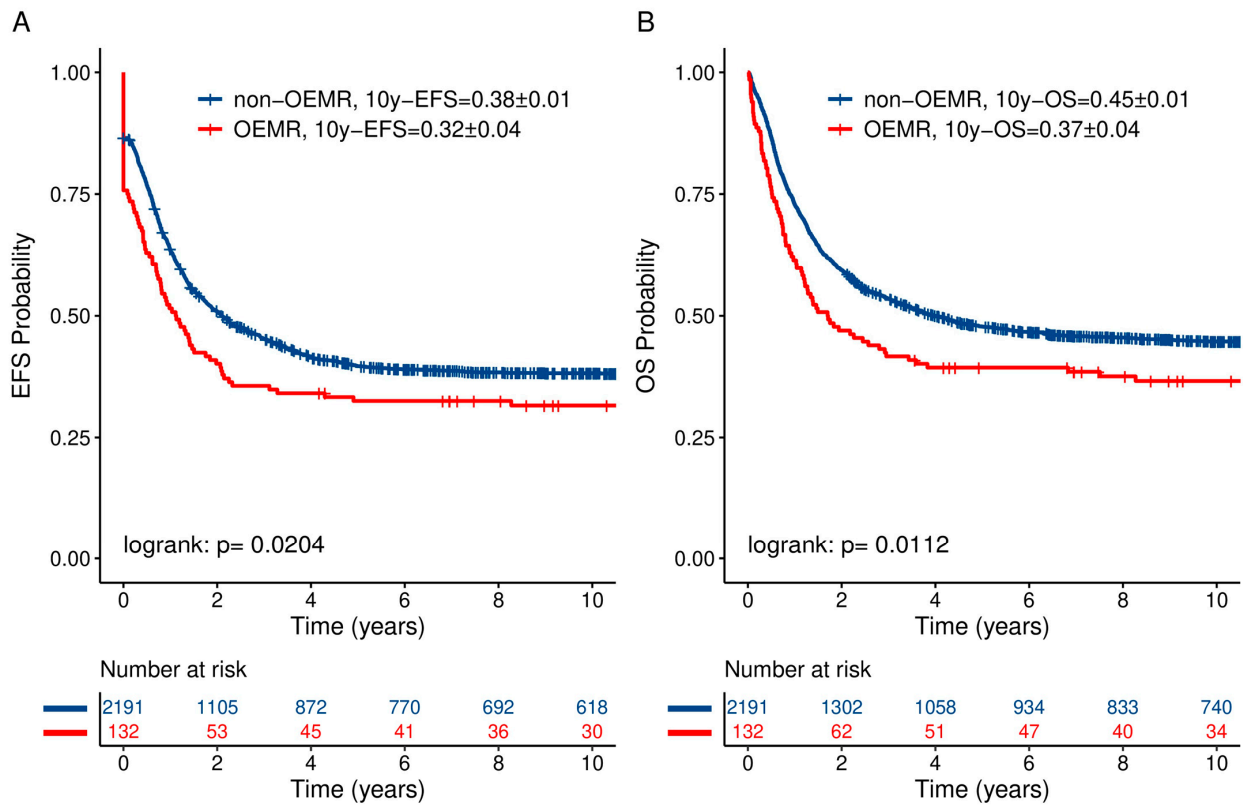 A
EFS Probability
1.00
0.75
0.50
0.25
0.00
non-OEMR, 10y-EFS=0.38±0.01
OEMR, 10y-EFS=0.32±0.04
logrank: p= 0.0204
0 2 4 6 8 10
Time (years)
Number at risk
2191 1105 872 770 692 618
132 53 45 41 36 30
0 2 4 6 8 10
Time (years)
B
OS Probability
1.00
0.75
0.50
0.25
0.00
non-OEMR, 10y-OS=0.45±0.01
OEMR, 10y-OS=0.37±0.04
logrank: p= 0.0112
0 2 4 6 8 10
Time (years)
Number at risk
2191 1302 1058 934 833 740
132 62 51 47 40 34
0 2 4 6 8 10
Time (years)